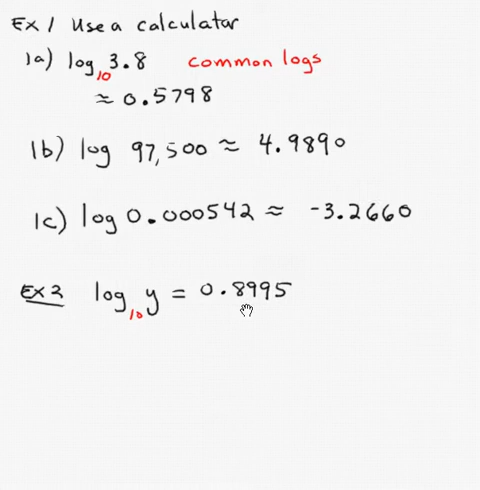 Ex 1 Use a calculator
1a) log₁₀ 3.8 common logs
≈ 0.5798
1b) log 97,500 ≈ 4.9890
1c) log 0.000542 ≈ -3.2660
Ex 2 log₁₀ y = 0.8995